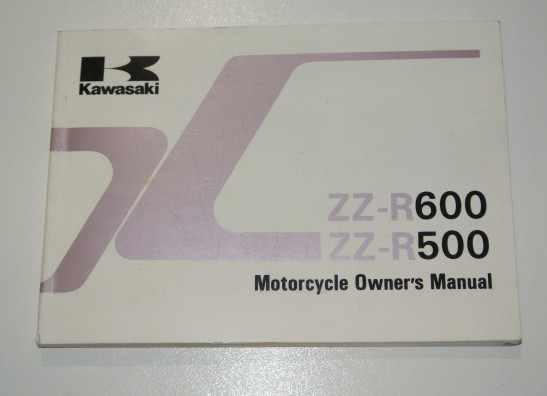 Kawasaki
ZZ-R600
ZZ-R500
Motorcycle Owner's Manual